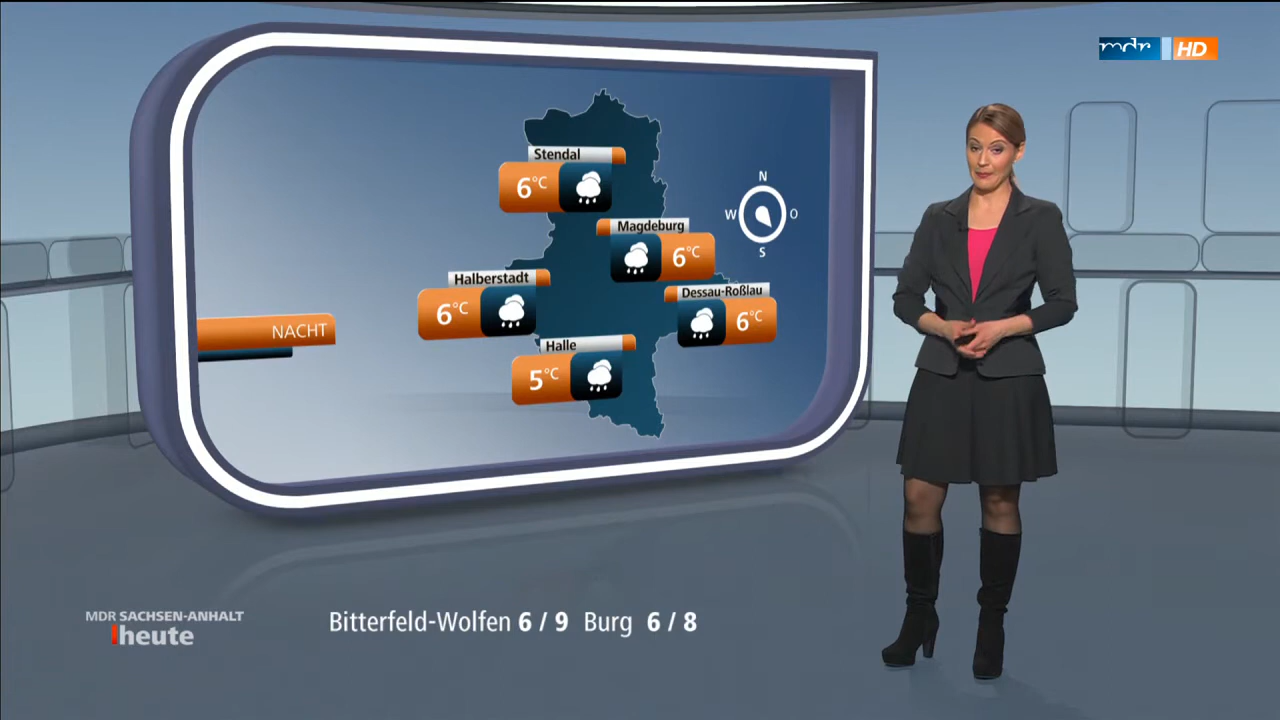 mdr HD
Stendal
6°C
N
W O
S
Magdeburg
6°C
Halberstadt
6°C
Dessau-Roßlau
6°C
NACHT
Halle
5°C
MDR SACHSEN-ANHALT
!heute
Bitterfeld-Wolfen 6 / 9 Burg 6 / 8